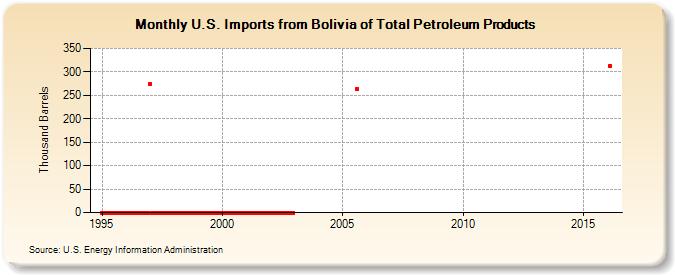 Monthly U.S. Imports from Bolivia of Total Petroleum Products
Thousand Barrels
350
300
250
200
150
100
50
0
1995 2000 2005 2010 2015
Source: U.S. Energy Information Administration